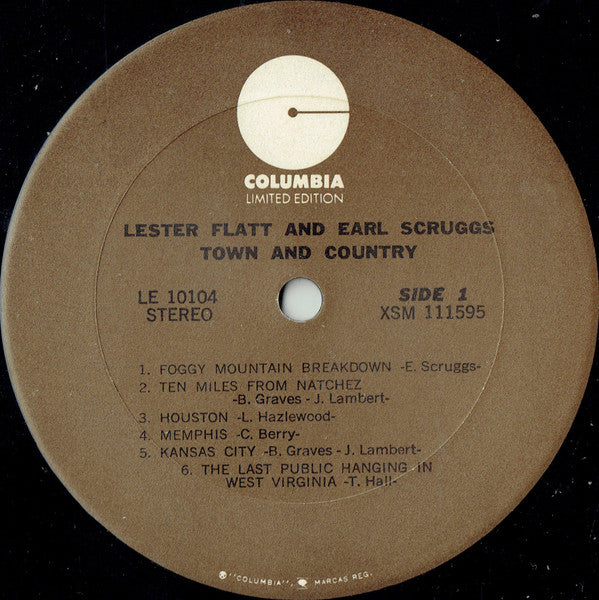 COLUMBIA
LIMITED EDITION
LESTER FLATT AND EARL SCRUGGS
TOWN AND COUNTRY
LE 10104
STEREO
SIDE 1
XSM 111595
1. FOGGY MOUNTAIN BREAKDOWN -E. Scruggs-
2. TEN MILES FROM NATCHEZ
-B. Graves - J. Lambert-
3. HOUSTON -L. Hazlewood-
4. MEMPHIS -C. Berry-
5. KANSAS CITY -B. Graves - J. Lambert-
6. THE LAST PUBLIC HANGING IN
WEST VIRGINIA -T. Hall-
® "COLUMBIA", MARCAS REG.